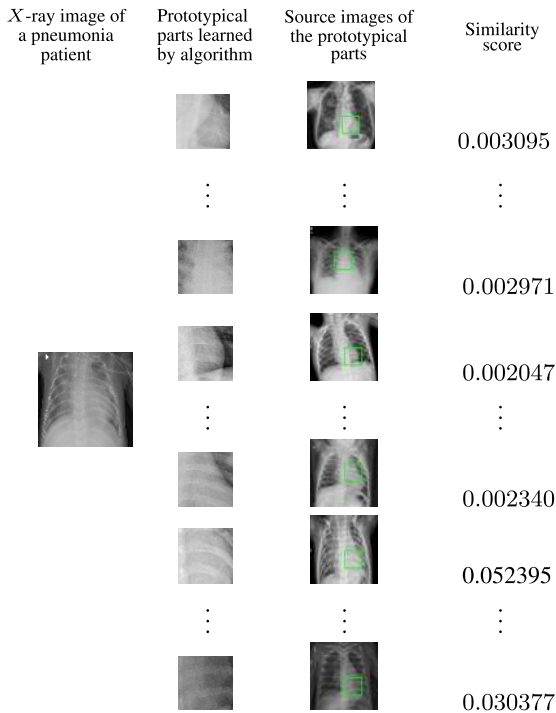 X-ray image of
a pneumonia
patient
Prototypical
parts learned
by algorithm
Source images of
the prototypical
parts
Similarity
score
0.003095
0.002971
0.002047
0.002340
0.052395
0.030377